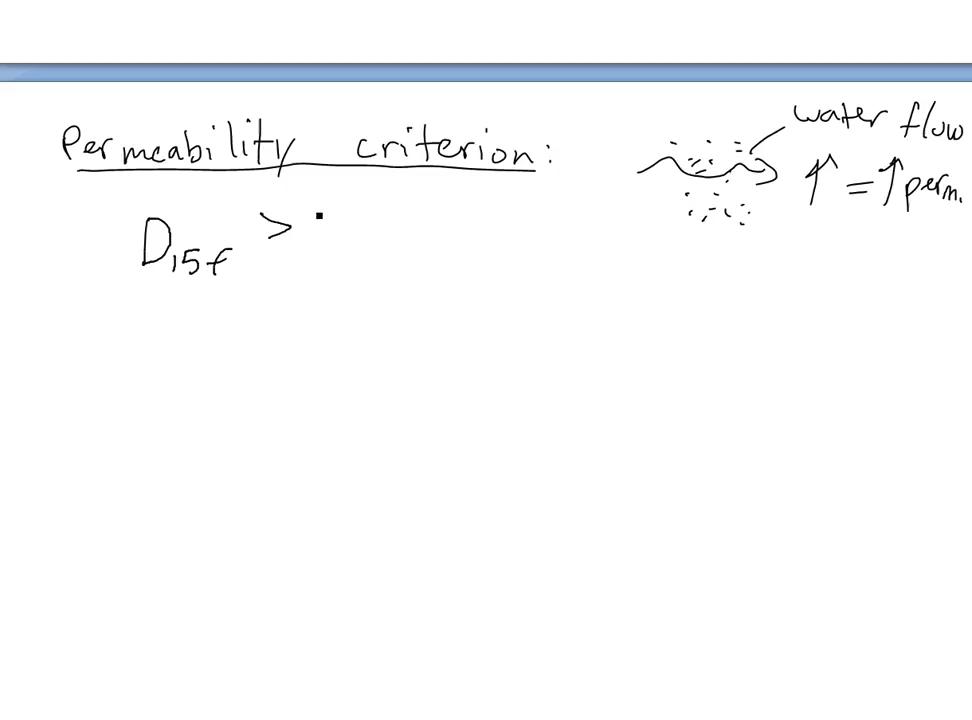 Permeability criterion:
water flow
↑ = ↑ perm.
D15f >